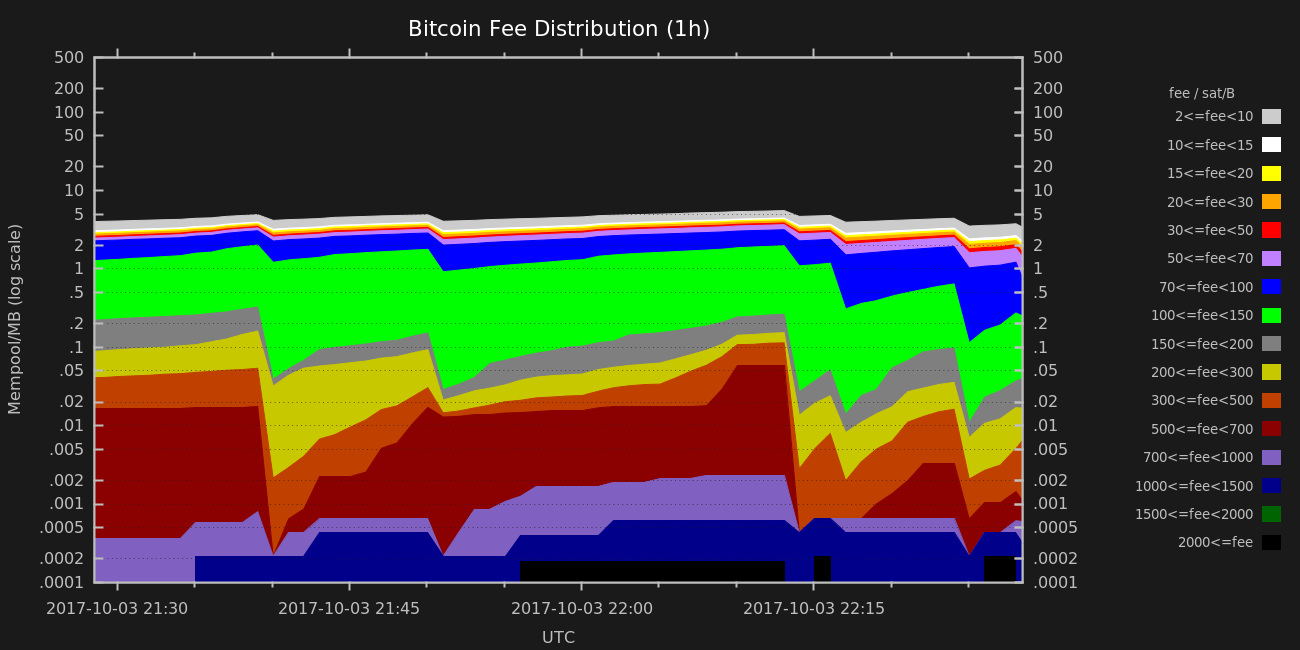 Bitcoin Fee Distribution (1h)
Mempool/MB (log scale)
500
200
100
50
20
10
5
2
1
.5
.2
.1
.05
.02
.01
.005
.002
.001
.0005
.0002
.0001
500
200
100
50
20
10
5
2
1
.5
.2
.1
.05
.02
.01
.005
.002
.001
.0005
.0002
.0001
2017-10-03 21:30 2017-10-03 21:45 2017-10-03 22:00 2017-10-03 22:15
UTC
fee / sat/B
2<=fee<10
10<=fee<15
15<=fee<20
20<=fee<30
30<=fee<50
50<=fee<70
70<=fee<100
100<=fee<150
150<=fee<200
200<=fee<300
300<=fee<500
500<=fee<700
700<=fee<1000
1000<=fee<1500
1500<=fee<2000
2000<=fee